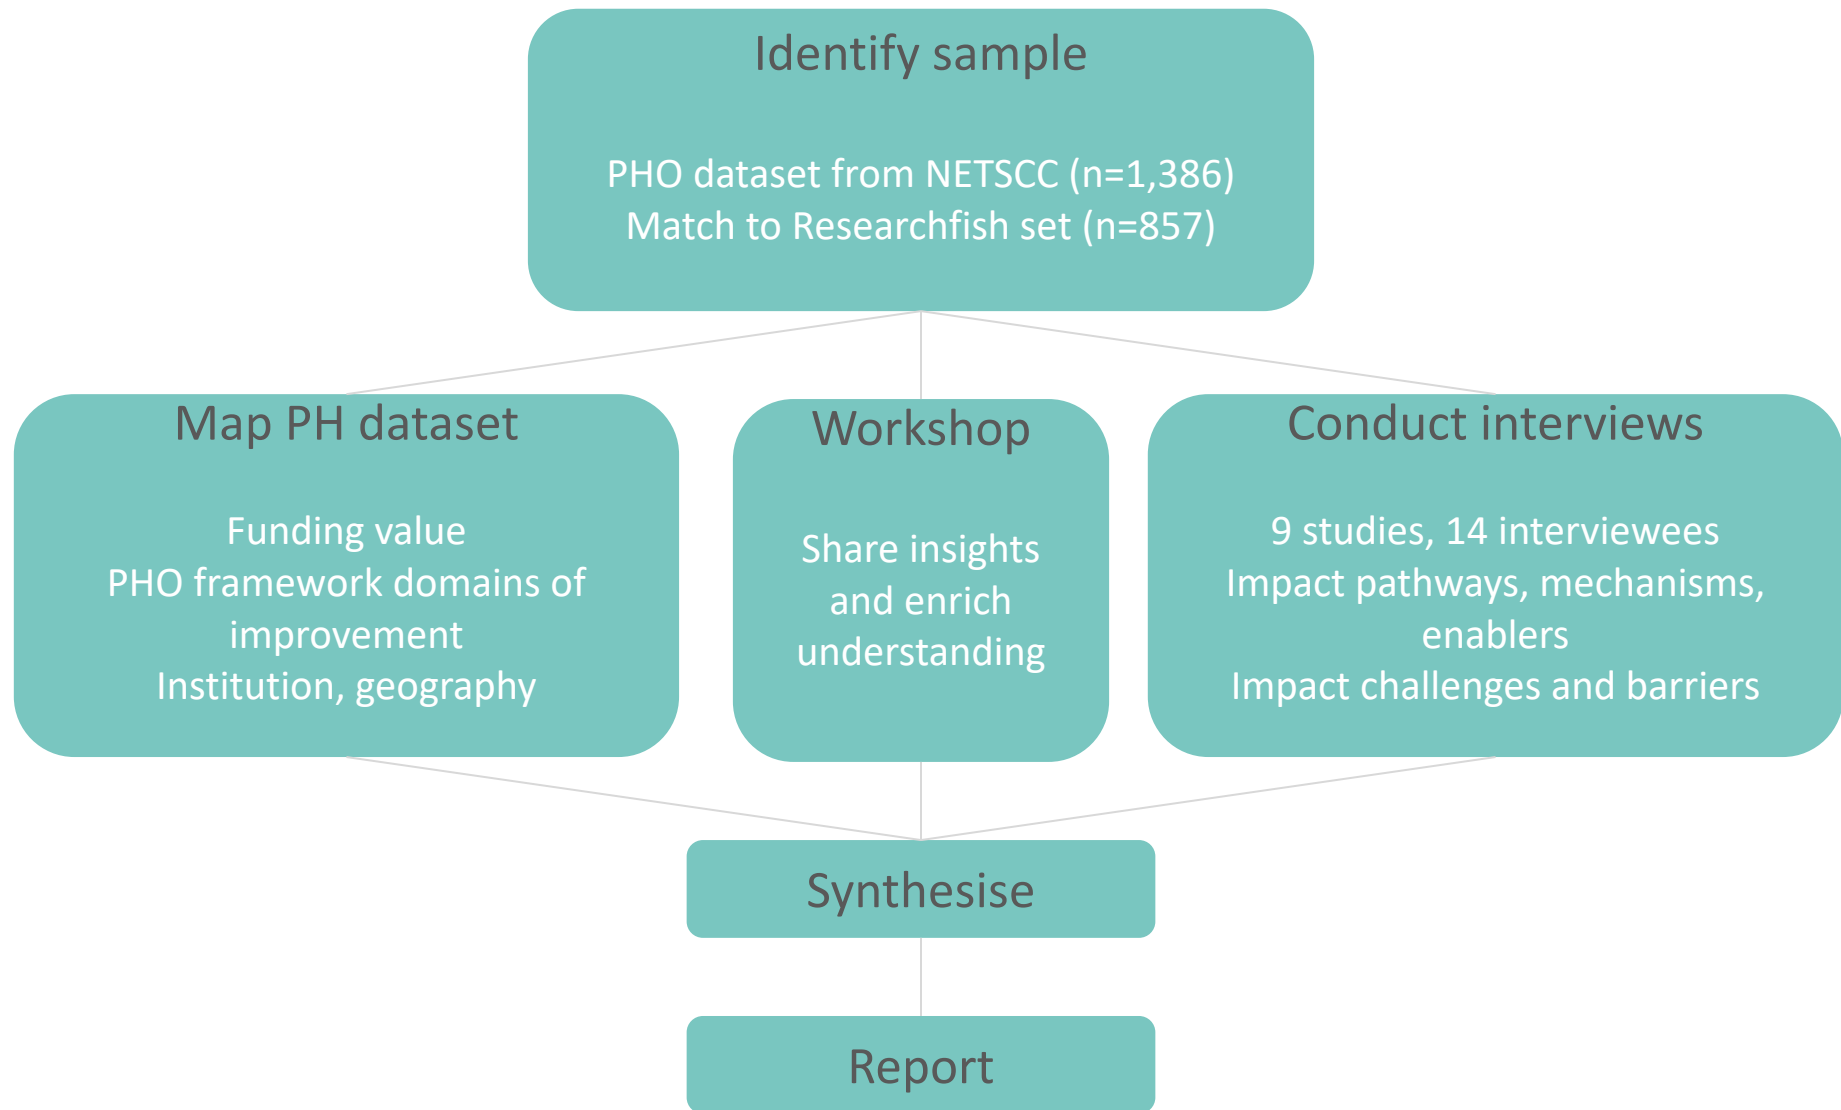 Identify sample
PHO dataset from NETSCC (n=1,386)
Match to Researchfish set (n=857)
Map PH dataset
Funding value
PHO framework domains of
improvement
Institution, geography
Workshop
Share insights
and enrich
understanding
Conduct interviews
9 studies, 14 interviewees
Impact pathways, mechanisms,
enablers
Impact challenges and barriers
Synthesise
Report